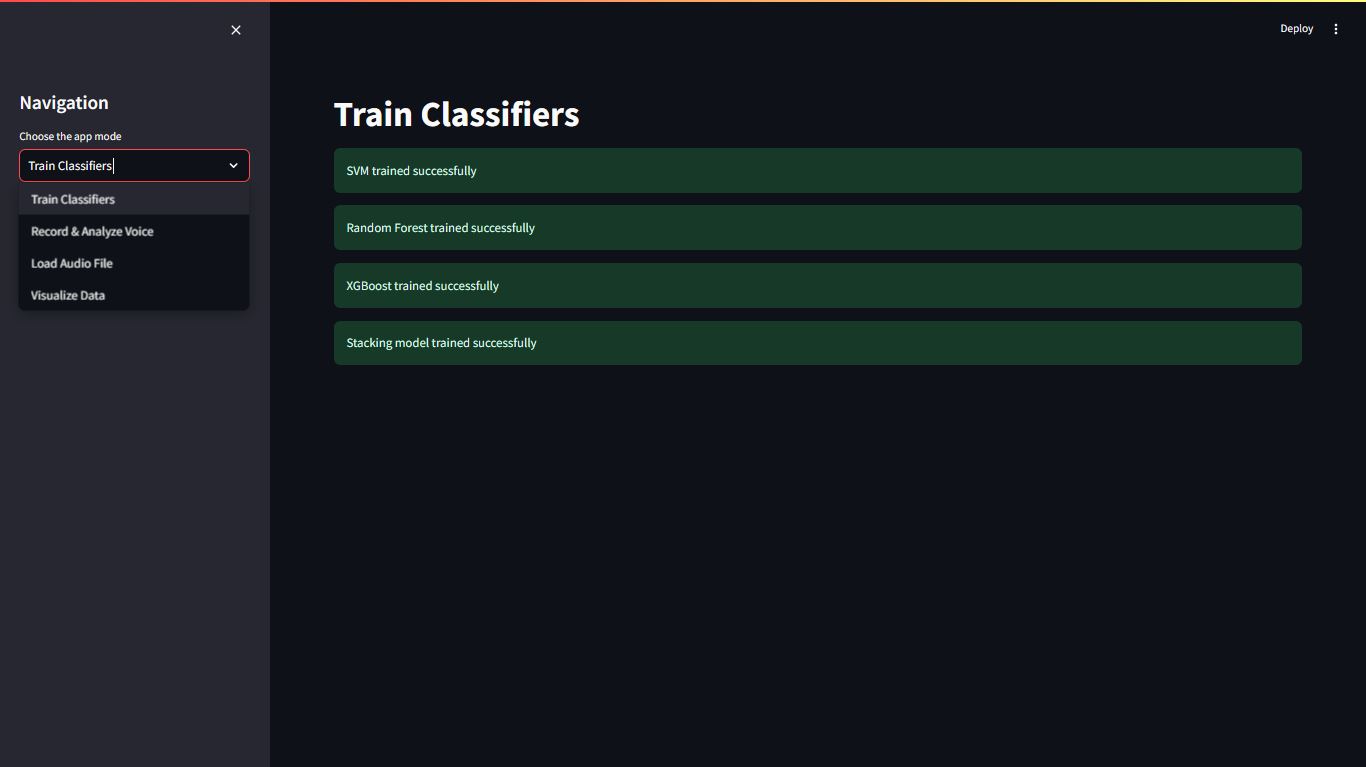 Deploy
Navigation
Choose the app mode
Train Classifiers
Train Classifiers
Record & Analyze Voice
Load Audio File
Visualize Data
Train Classifiers
SVM trained successfully
Random Forest trained successfully
XGBoost trained successfully
Stacking model trained successfully